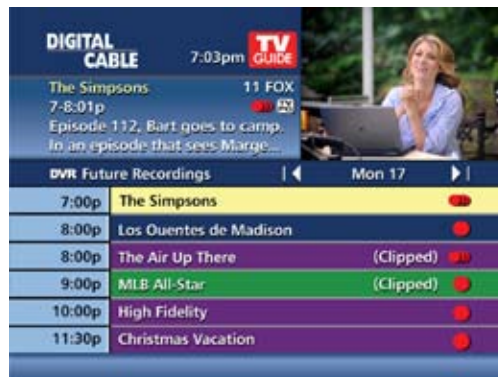 DIGITAL CABLE
7:03pm
TV GUIDE
The Simpsons 11 FOX
7-8:01p
Episode 112, Bart goes to camp.
In an episode that sees Marge...
DVR Future Recordings Mon 17
7:00p The Simpsons
8:00p Los Ouentes de Madison
8:00p The Air Up There (Clipped)
9:00p MLB All-Star (Clipped)
10:00p High Fidelity
11:30p Christmas Vacation